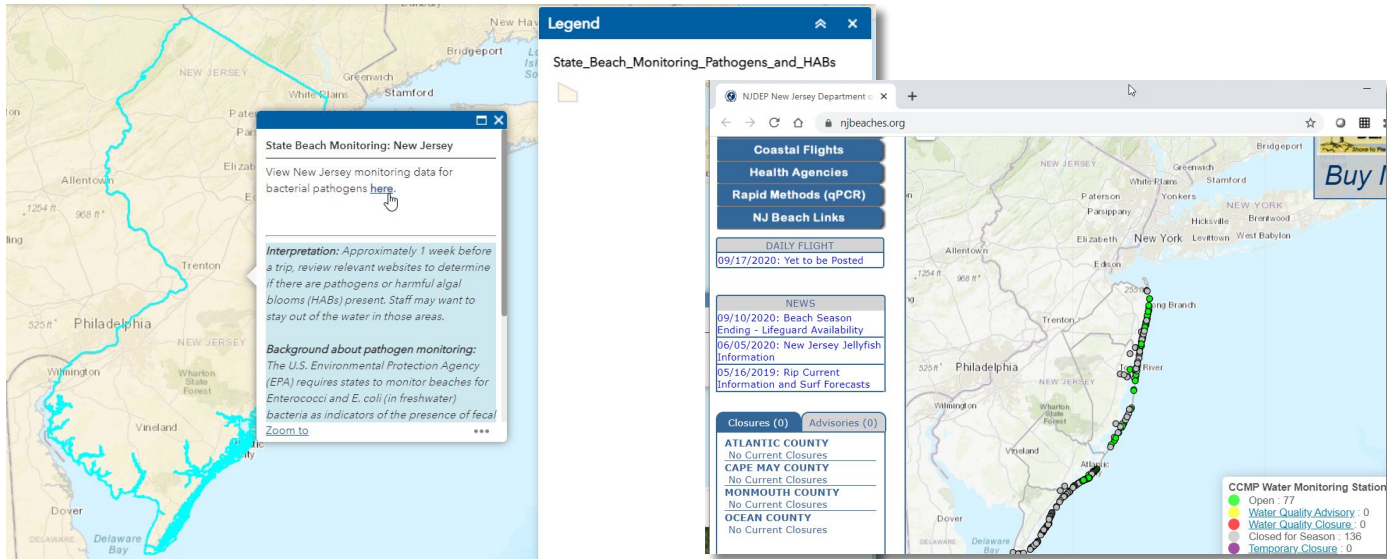 New Hav
Bridgeport
NEW JERSEY
Greenwich
Stamford
White Plains
Allentown
1254 ft.
968 ft
Trenton
525 ft
Philadelphia
NEW JERSEY
Wilmington
Wharton
State
Forest
Vineland
Dover
DELAWARE
Delaware
Bay
State Beach Monitoring: New Jersey
View New Jersey monitoring data for
bacterial pathogens here.
Interpretation: Approximately 1 week before
a trip, review relevant websites to determine
if there are pathogens or harmful algal
blooms (HABs) present. Staff may want to
stay out of the water in those areas.
Background about pathogen monitoring:
The U.S. Environmental Protection Agency
(EPA) requires states to monitor beaches for
Enterococci and E. coli (in freshwater)
bacteria as indicators of the presence of fecal
Zoom to
Legend
State_Beach_Monitoring_Pathogens_and_HABs
NJDEP New Jersey Department o
njbeaches.org
Coastal Flights
Health Agencies
Rapid Methods (qPCR)
NJ Beach Links
DAILY FLIGHT
09/17/2020: Yet to be Posted
NEWS
09/10/2020: Beach Season
Ending - Lifeguard Availability
06/05/2020: New Jersey Jellyfish
Information
05/16/2019: Rip Current
Information and Surf Forecasts
Closures (0) Advisories (0)
ATLANTIC COUNTY
No Current Closures
CAPE MAY COUNTY
No Current Closures
MONMOUTH COUNTY
No Current Closures
OCEAN COUNTY
No Current Closures
Bridgeport
NEW JERSEY
Greenwich
White Plains
Stamford
Paterson
Yonkers
Parsippany
NEW YORK
Hicksville
Brentwood
Elizabeth
New York
Levittown
West Babylon
Allentown
Edison
1254 ft.
968 ft
Long Branch
Trenton
525 ft
Philadelphia
River
NEW JERSEY
Wilmington
Wharton
State
Forest
Vineland
Atlantic
Dover
DELAWARE
Delaware
Bay
Buy
CCMP Water Monitoring Station
Open : 77
Water Quality Advisory : 0
Water Quality Closure : 0
Closed for Season : 136
Temporary Closure : 0